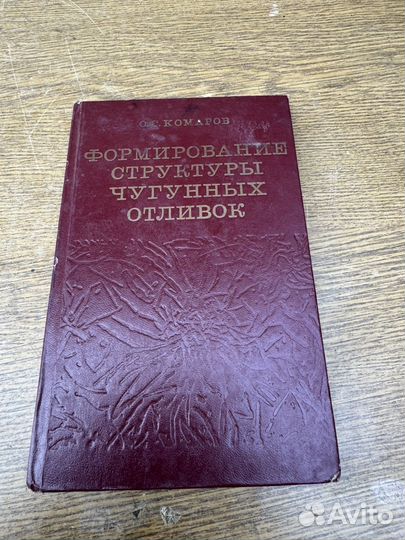 О.С. КОМАРОВ
ФОРМИРОВАНИЕ
СТРУКТУРЫ
ЧУГУННЫХ
ОТЛИВОК
Avito